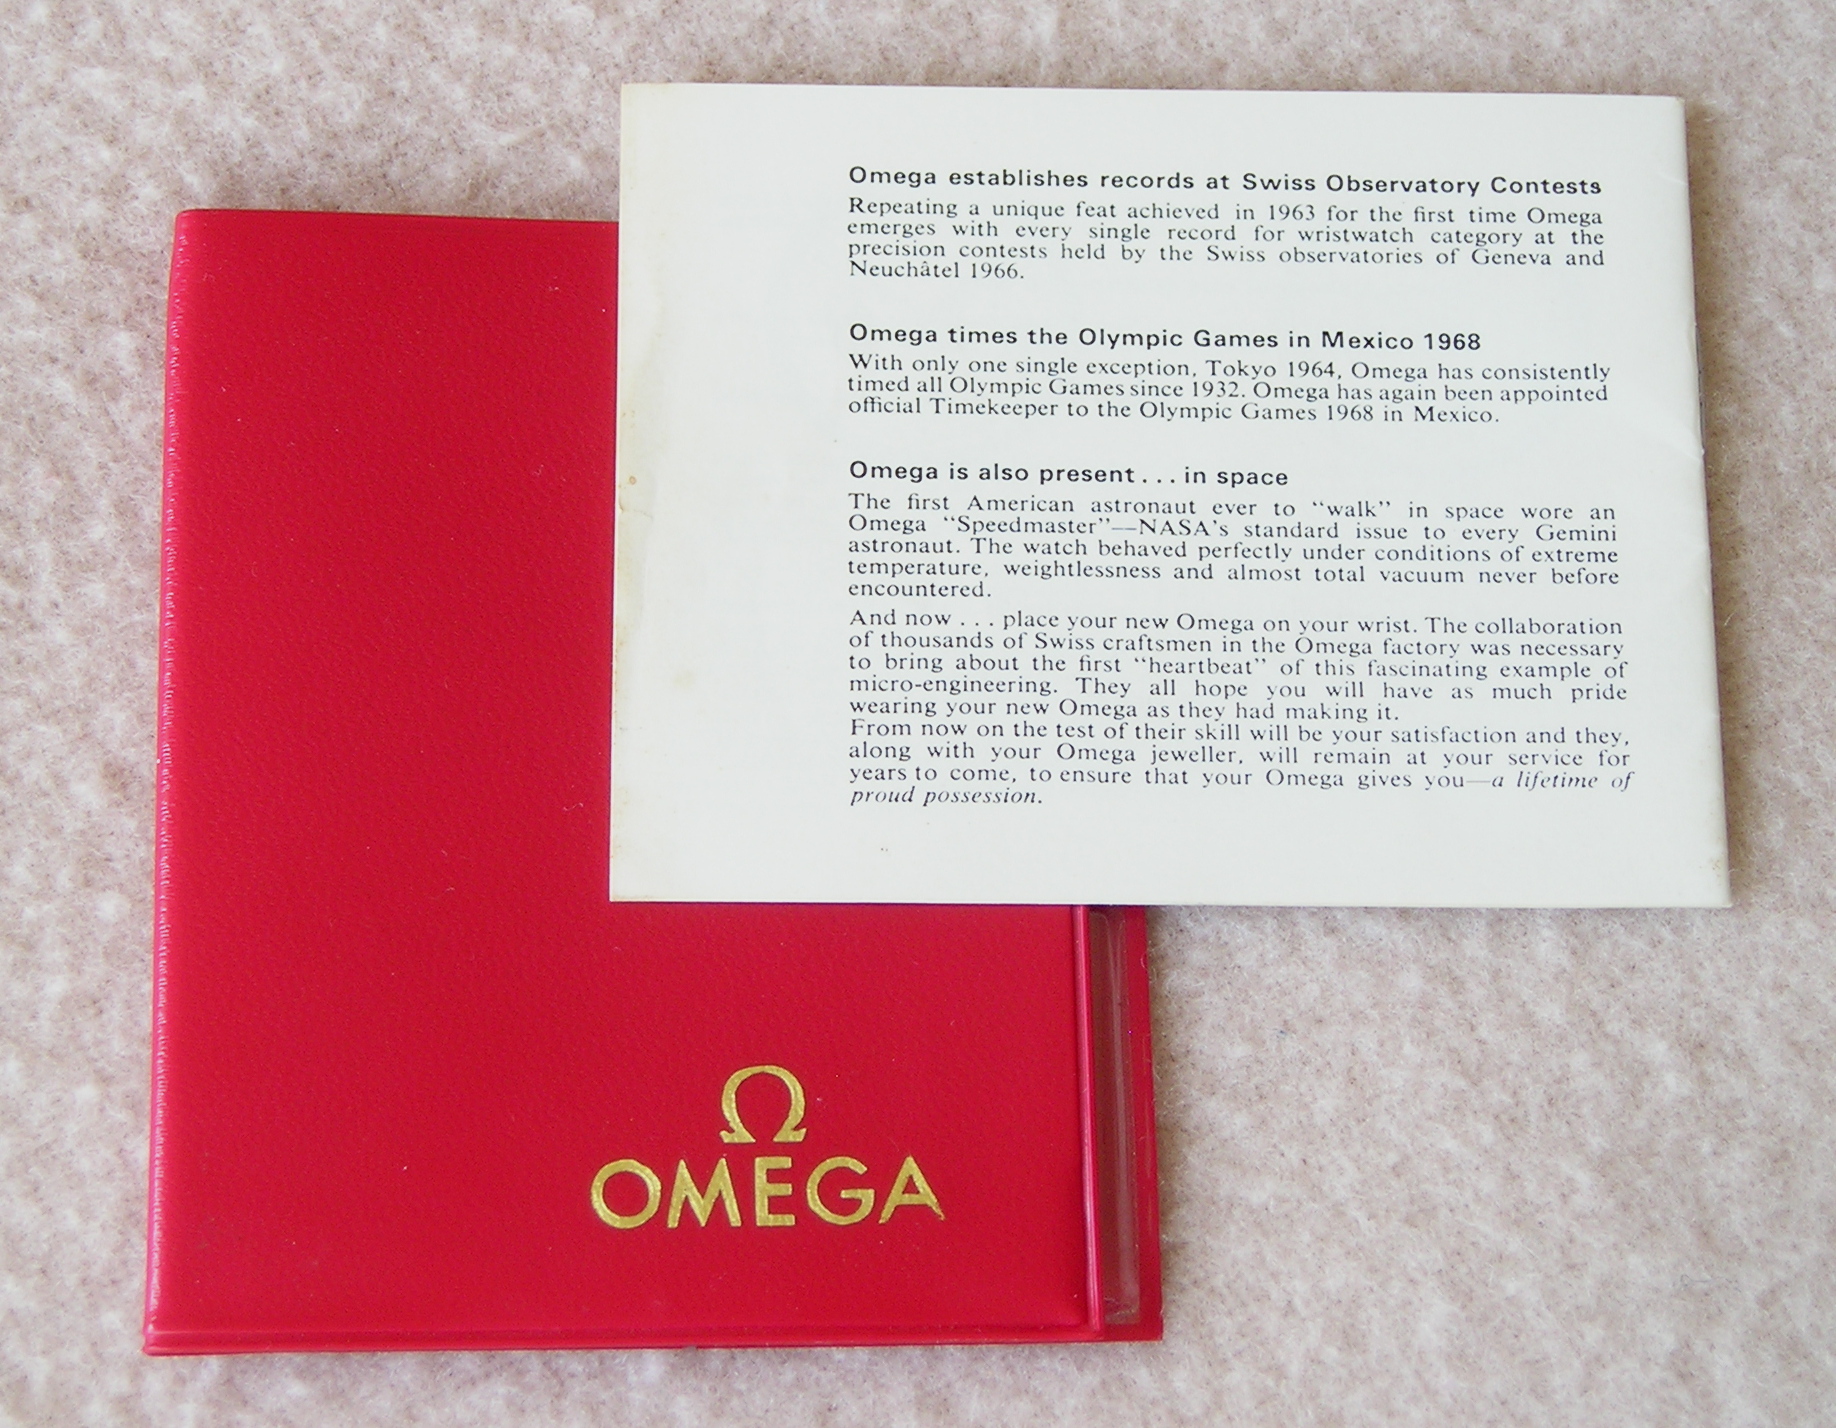 Omega establishes records at Swiss Observatory Contests
Repeating a unique feat achieved in 1963 for the first time Omega
emerges with every single record for wristwatch category at the
precision contests held by the Swiss observatories of Geneva and
Neuchâtel 1966.
Omega times the Olympic Games in Mexico 1968
With only one single exception, Tokyo 1964, Omega has consistently
timed all Olympic Games since 1932. Omega has again been appointed
official Timekeeper to the Olympic Games 1968 in Mexico.
Omega is also present . . . in space
The first American astronaut ever to “walk” in space wore an
Omega “Speedmaster”—NASA’s standard issue to every Gemini
astronaut. The watch behaved perfectly under conditions of extreme
temperature, weightlessness and almost total vacuum never before
encountered.
And now . . . place your new Omega on your wrist. The collaboration
of thousands of Swiss craftsmen in the Omega factory was necessary
to bring about the first “heartbeat” of this fascinating example of
micro-engineering. They all hope you will have as much pride
wearing your new Omega as they had making it.
From now on the test of their skill will be your satisfaction and they,
along with your Omega jeweller, will remain at your service for
years to come, to ensure that your Omega gives you—a lifetime of
proud possession.
Ω
OMEGA